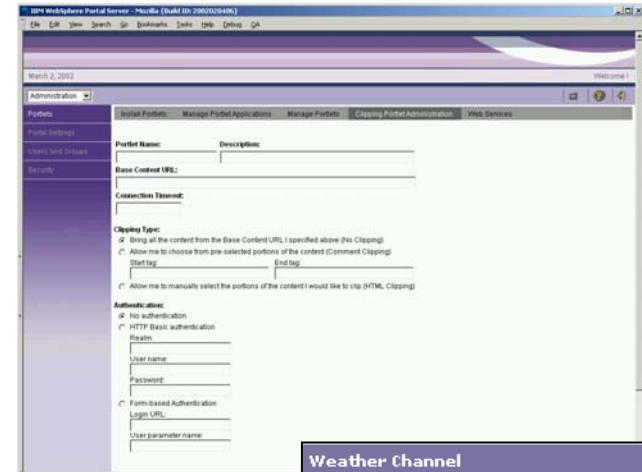 IBM WebSphere Portal Server - Mozilla {Build ID: 2002020406}
File Edit View Search Go Bookmarks Tasks Help Debug QA
March 2, 2002 Welcome !
Administration
Portlets Install Portlets Manage Portlet Applications Manage Portlets Clipping Portlet Administration Web Services
Portal Settings
Users and Groups
Security
Portlet Name: Description:
Base Content URL:
Connection Timeout:
Clipping Type:
Bring all the content from the Base Content URL I specified above (No Clipping)
Allow me to choose from pre-selected portions of the content (Comment Clipping)
Start tag: End tag:
Allow me to manually select the portions of the content I would like to clip (HTML Clipping)
Authentication:
No authentication
HTTP Basic authentication
Realm:
User name:
Password:
Form-based Authentication
Login URL:
User parameter name:
Weather Channel